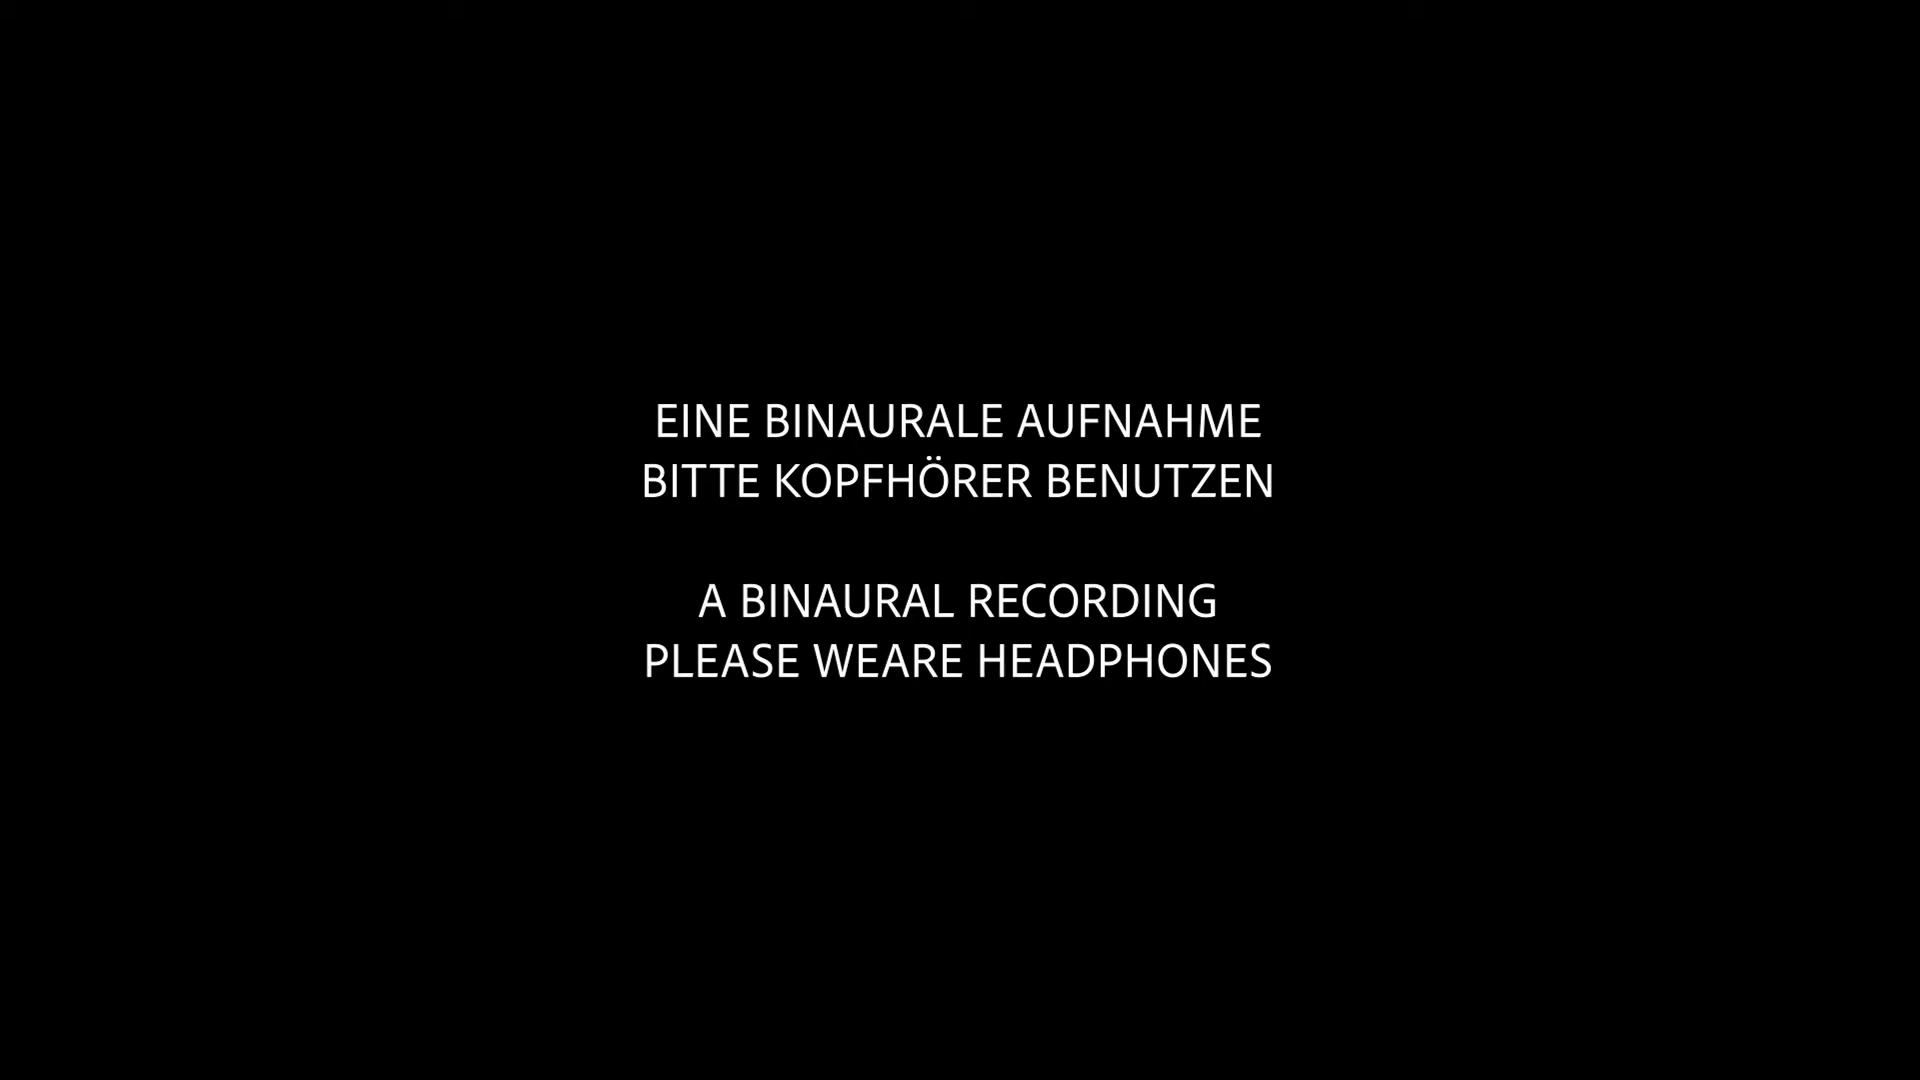 EINE BINAURALE AUFNAHME
BITTE KOPFHÖRER BENUTZEN
A BINAURAL RECORDING
PLEASE WEARE HEADPHONES